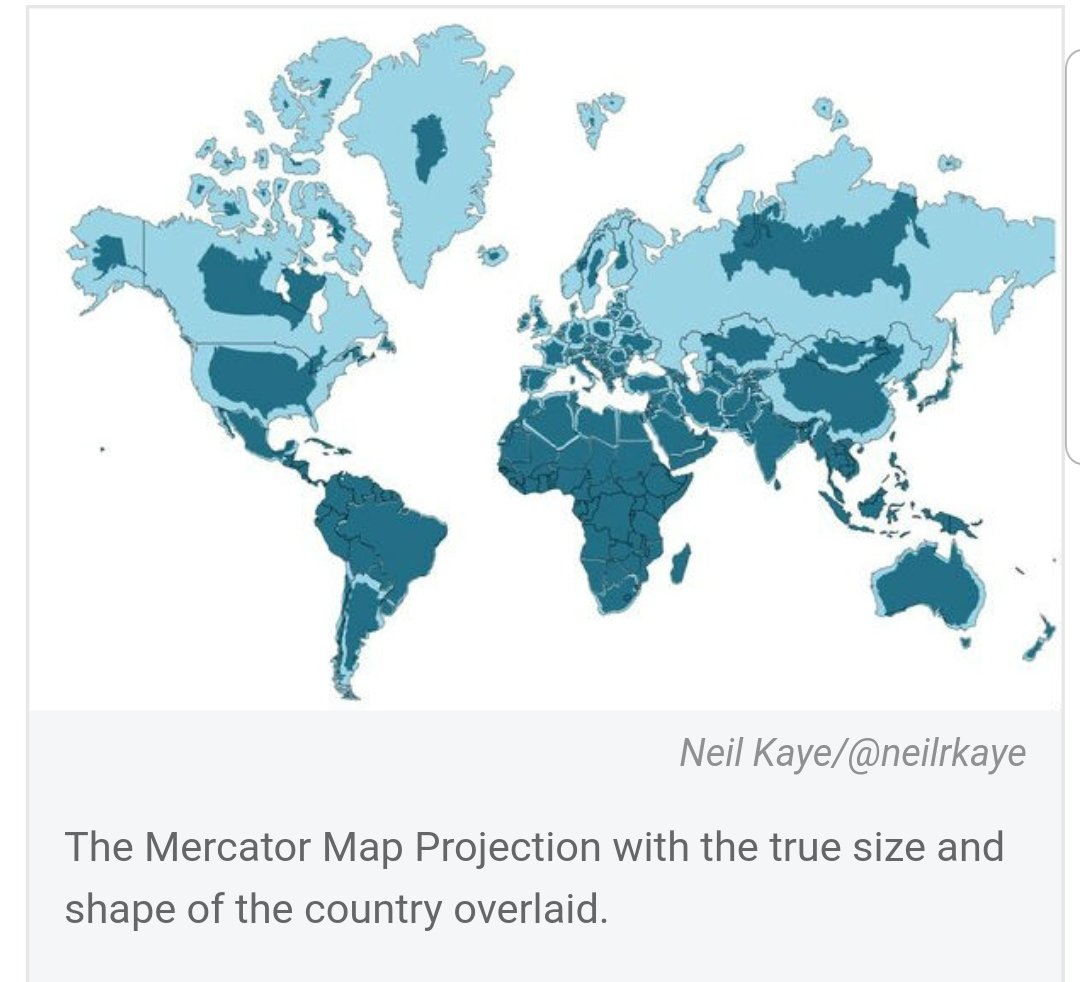 Neil Kaye/@neilrkaye
The Mercator Map Projection with the true size and
shape of the country overlaid.